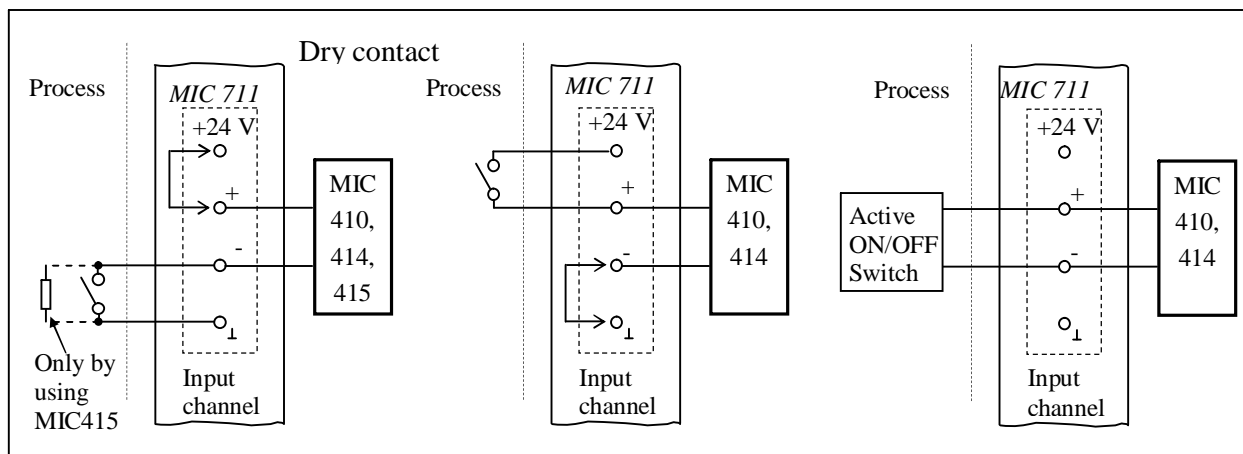 Dry contact
Process
MIC 711
+24 V
+
-
⊥
Input
channel
MIC
410,
414,
415
Only by
using
MIC415
Process
MIC 711
+24 V
+
-
⊥
Input
channel
MIC
410,
414
Process
MIC 711
+24 V
+
-
⊥
Input
channel
Active
ON/OFF
Switch
MIC
410,
414